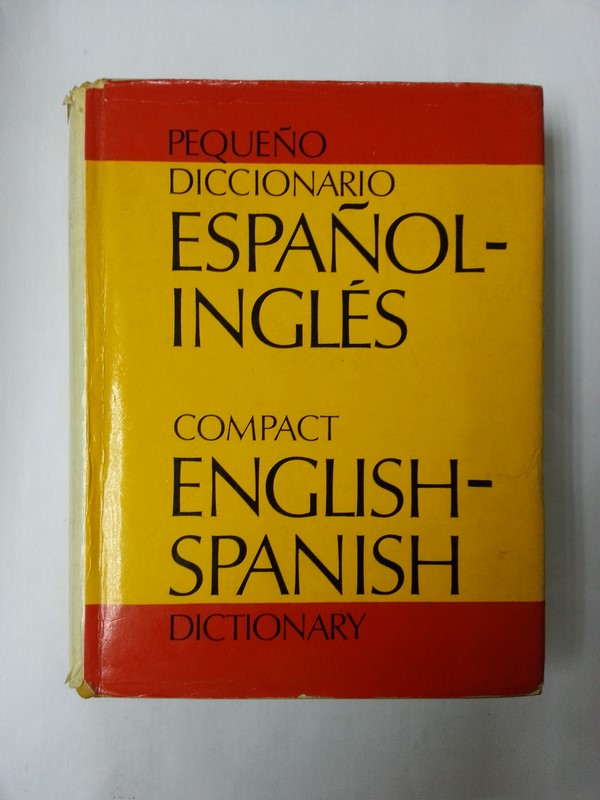 PEQUEÑO
DICCIONARIO
ESPAÑOL-
INGLÉS
COMPACT
ENGLISH-
SPANISH
DICTIONARY